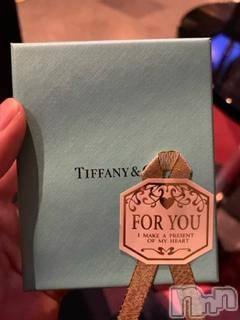 TIFFANY &
FOR YOU
I MAKE A PRESENT
OF MY HEART